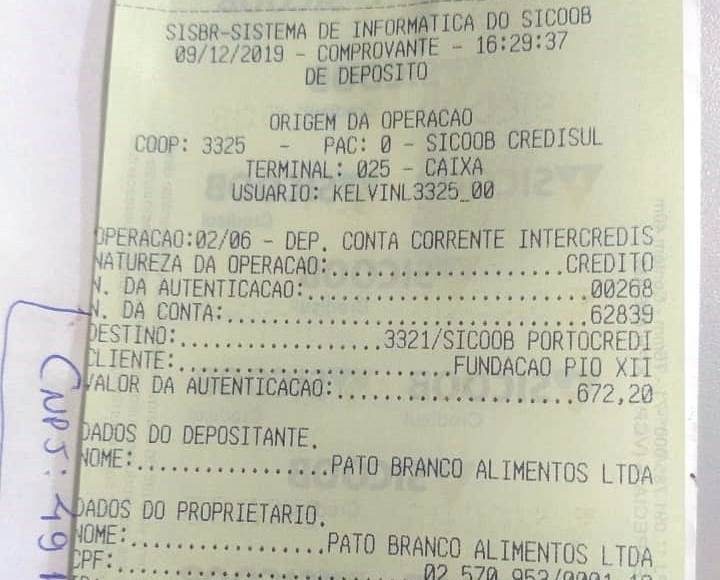 SISBR-SISTEMA DE INFORMATICA DO SICOOB
09/12/2019 - COMPROVANTE - 16:29:37
DE DEPOSITO
ORIGEM DA OPERACAO
COOP: 3325 - PAC: 0 - SICOOB CREDISUL
TERMINAL: 025 - CAIXA
USUARIO: KELVINL3325_00
OPERACAO:02/06 - DEP. CONTA CORRENTE INTERCREDIS
NATUREZA DA OPERACAO:................CREDITO
N. DA AUTENTICACAO:...................00268
N. DA CONTA:........................62839
DESTINO:.................3321/SICOOB PORTOCREDI
CLIENTE:......................FUNDACAO PIO XII
VALOR DA AUTENTICACAO:................672,20
DADOS DO DEPOSITANTE.
NOME:................PATO BRANCO ALIMENTOS LTDA
DADOS DO PROPRIETARIO.
NOME:................PATO BRANCO ALIMENTOS LTDA
CPF:
CNPJ: 49